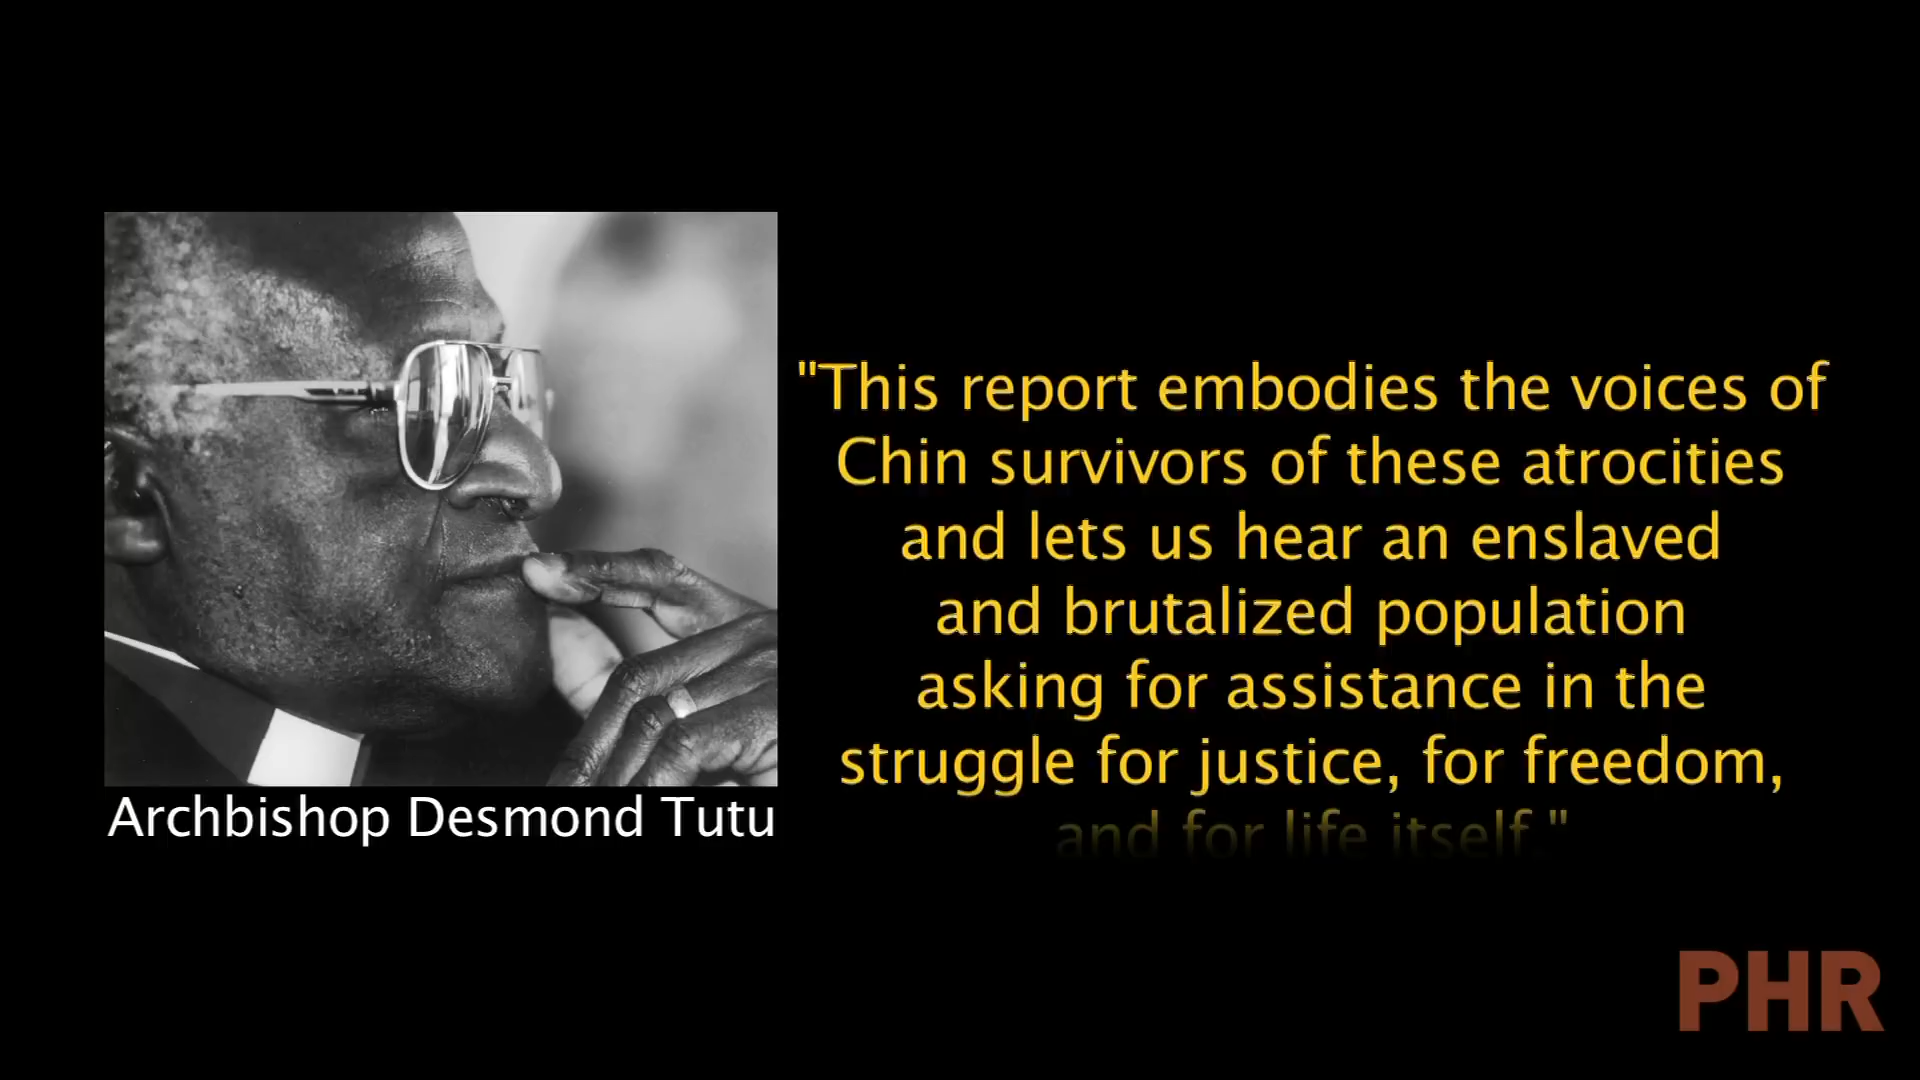 "This report embodies the voices of
Chin survivors of these atrocities
and lets us hear an enslaved
and brutalized population
asking for assistance in the
struggle for justice, for freedom,
and for life itself."
Archbishop Desmond Tutu
PHR